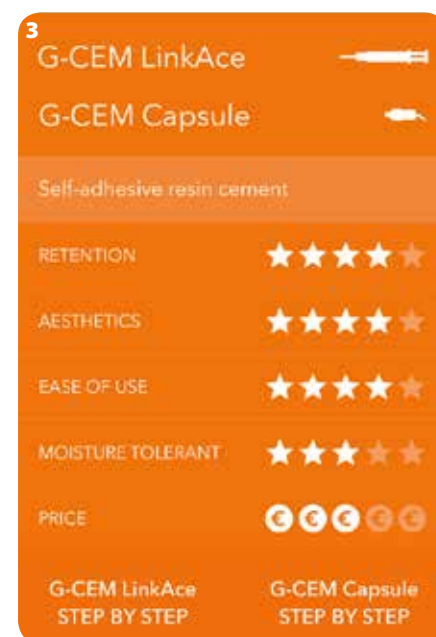 3
G-CEM LinkAce
G-CEM Capsule
Self-adhesive resin cement
RETENTION
AESTHETICS
EASE OF USE
MOISTURE TOLERANT
PRICE € € € € €
G-CEM LinkAce G-CEM Capsule
STEP BY STEP STEP BY STEP